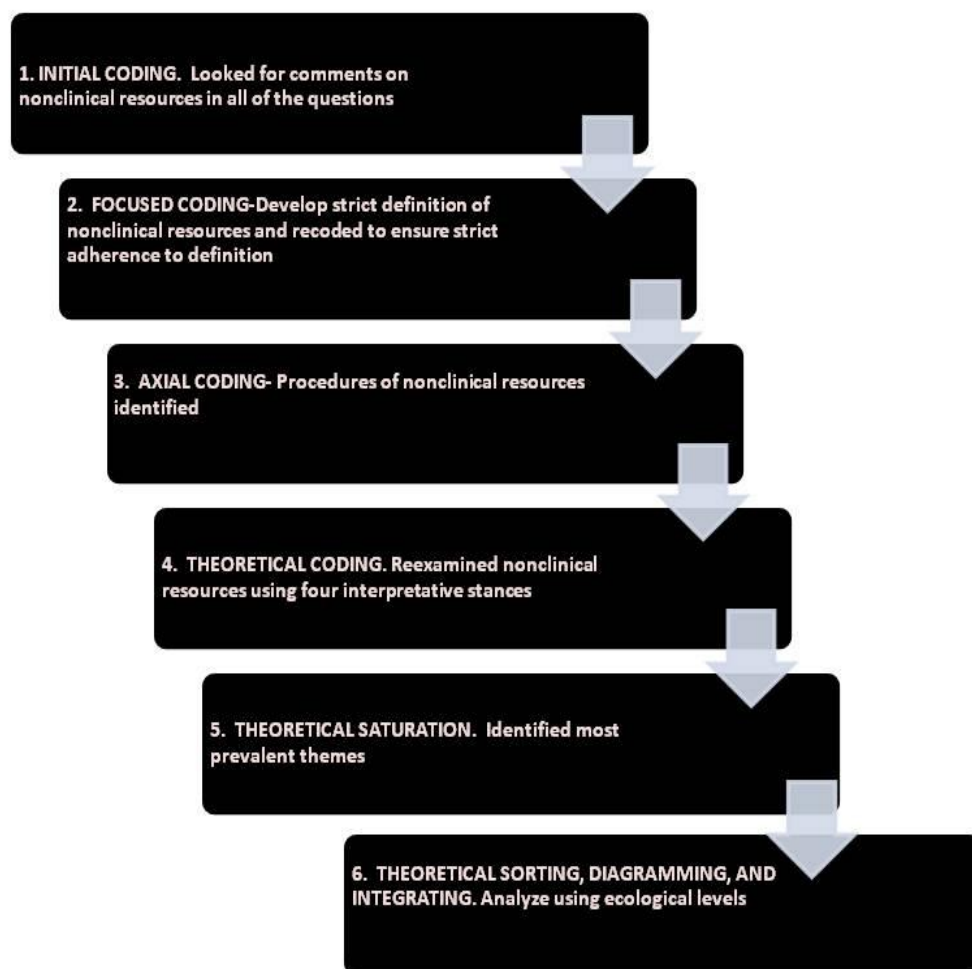 1. INITIAL CODING.  Looked for comments on
nonclinical resources in all of the questions
2.  FOCUSED CODING-Develop strict definition of
nonclinical resources and recoded to ensure strict
adherence to definition
3.  AXIAL CODING- Procedures of nonclinical resources
identified
4.  THEORETICAL CODING. Reexamined nonclinical
resources using four interpretative stances
5.  THEORETICAL SATURATION.  Identified most
prevalent themes
6.  THEORETICAL SORTING, DIAGRAMMING, AND
INTEGRATING. Analyze using ecological levels